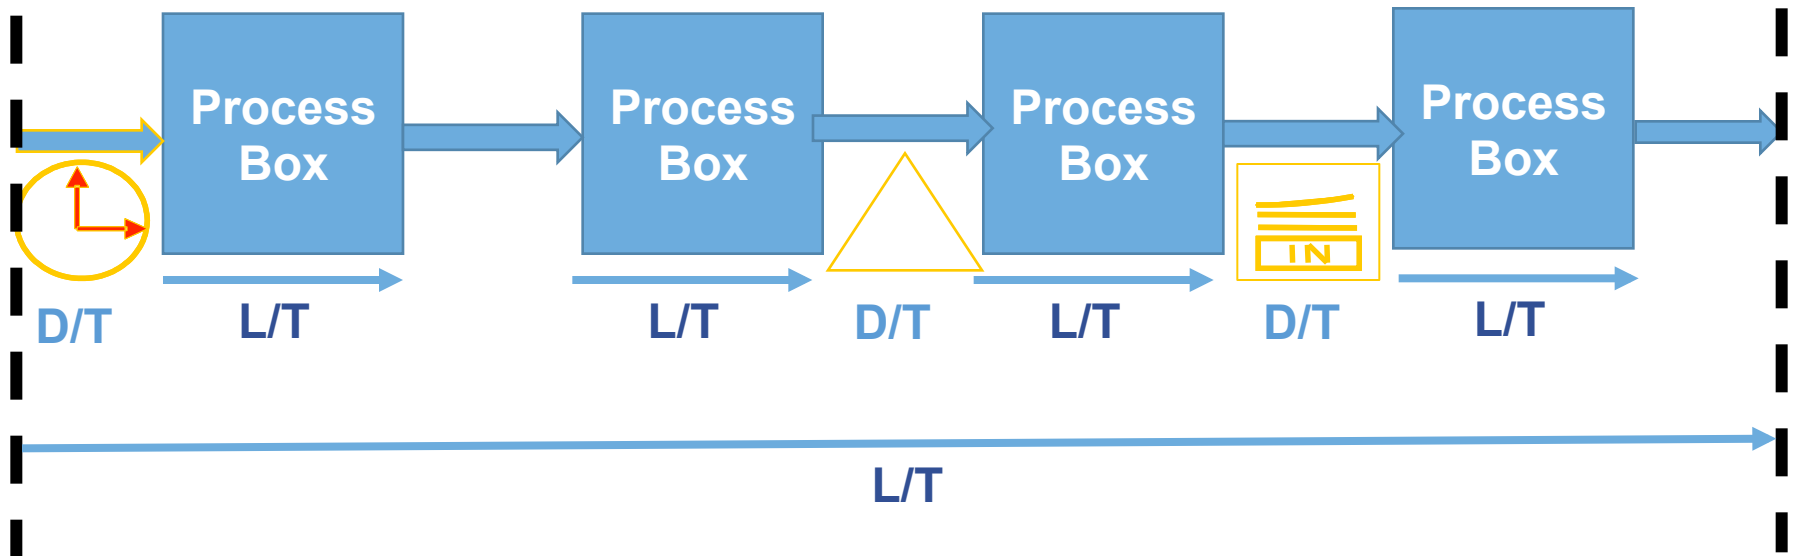 Process
Box
Process
Box
Process
Box
Process
Box
IN
D/T
L/T
L/T
D/T
L/T
D/T
L/T
L/T